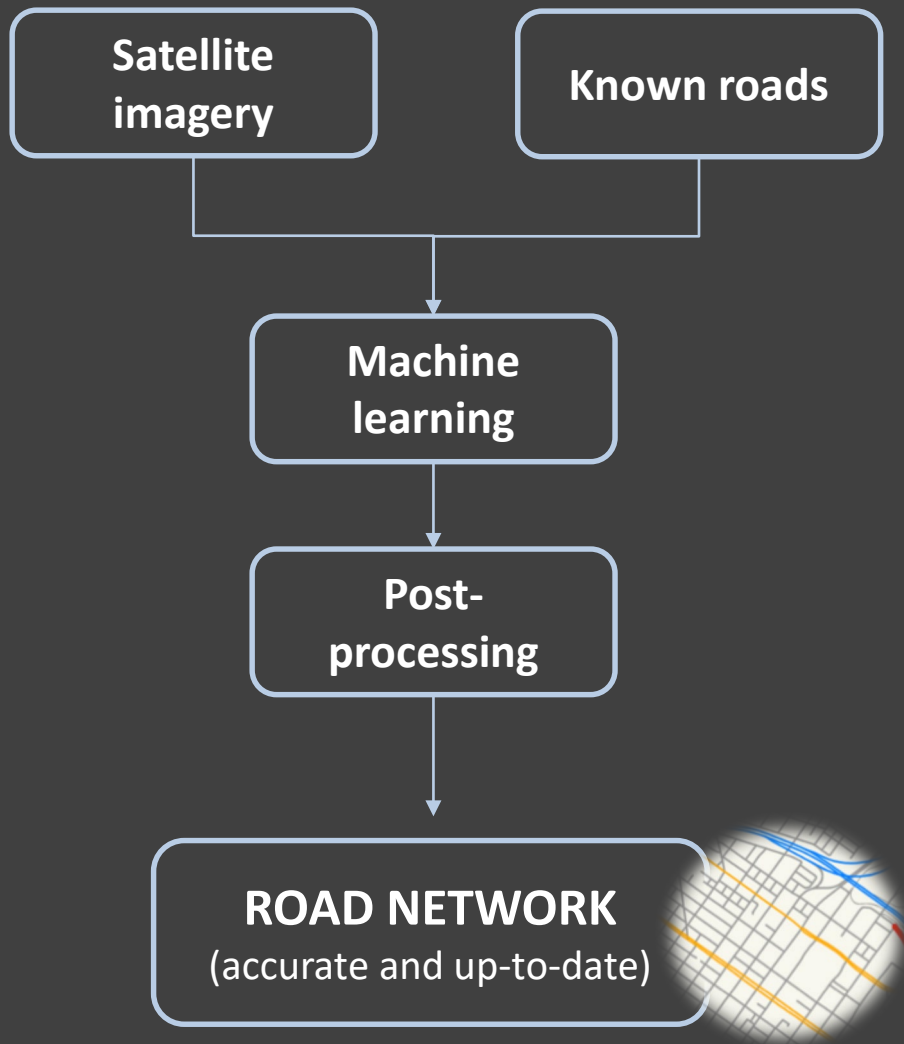 Satellite
imagery
Known roads
Machine
learning
Post-
processing
ROAD NETWORK
(accurate and up-to-date)